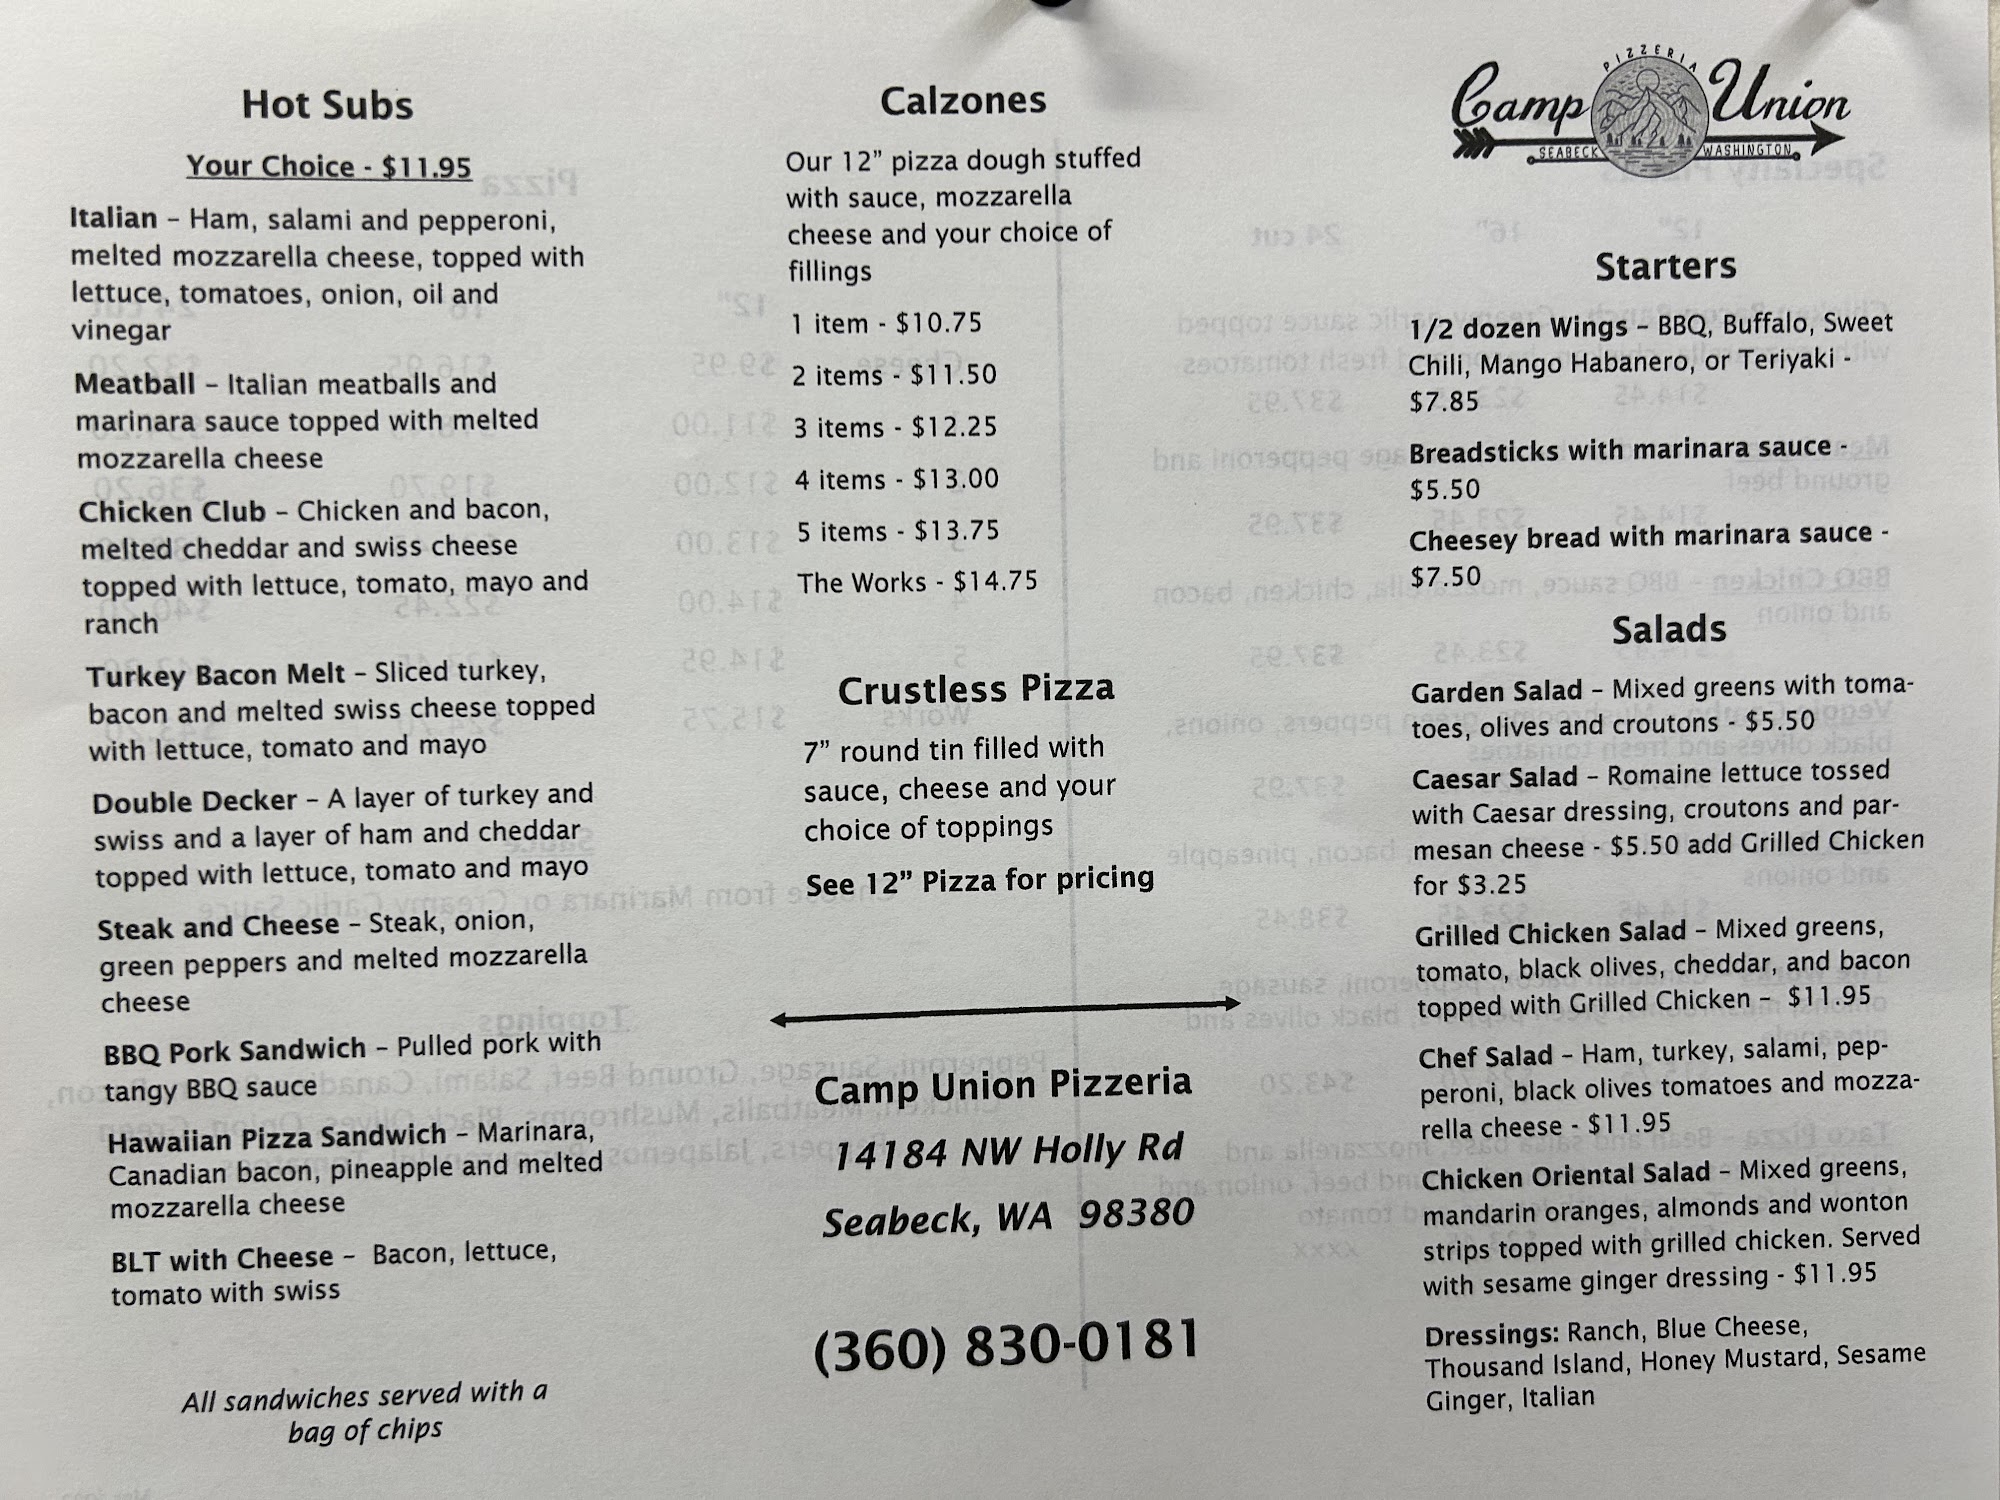 Hot Subs
Your Choice - $11.95
Italian – Ham, salami and pepperoni,
melted mozzarella cheese, topped with
lettuce, tomatoes, onion, oil and
vinegar
Meatball – Italian meatballs and
marinara sauce topped with melted
mozzarella cheese
Chicken Club – Chicken and bacon,
melted cheddar and swiss cheese
topped with lettuce, tomato, mayo and
ranch
Turkey Bacon Melt – Sliced turkey,
bacon and melted swiss cheese topped
with lettuce, tomato and mayo
Double Decker – A layer of turkey and
swiss and a layer of ham and cheddar
topped with lettuce, tomato and mayo
Steak and Cheese – Steak, onion,
green peppers and melted mozzarella
cheese
BBQ Pork Sandwich – Pulled pork with
tangy BBQ sauce
Hawaiian Pizza Sandwich – Marinara,
Canadian bacon, pineapple and melted
mozzarella cheese
BLT with Cheese – Bacon, lettuce,
tomato with swiss
All sandwiches served with a
bag of chips
Calzones
Our 12” pizza dough stuffed
with sauce, mozzarella
cheese and your choice of
fillings
1 item - $10.75
2 items - $11.50
3 items - $12.25
4 items - $13.00
5 items - $13.75
The Works - $14.75
Crustless Pizza
7” round tin filled with
sauce, cheese and your
choice of toppings
See 12” Pizza for pricing
Camp Union Pizzeria
14184 NW Holly Rd
Seabeck, WA 98380
(360) 830-0181
PIZZERIA
Camp Union
SEABECK WASHINGTON
Starters
1/2 dozen Wings – BBQ, Buffalo, Sweet
Chili, Mango Habanero, or Teriyaki -
$7.85
Breadsticks with marinara sauce -
$5.50
Cheesey bread with marinara sauce -
$7.50
Salads
Garden Salad – Mixed greens with toma-
toes, olives and croutons - $5.50
Caesar Salad – Romaine lettuce tossed
with Caesar dressing, croutons and par-
mesan cheese - $5.50 add Grilled Chicken
for $3.25
Grilled Chicken Salad – Mixed greens,
tomato, black olives, cheddar, and bacon
topped with Grilled Chicken – $11.95
Chef Salad – Ham, turkey, salami, pep-
peroni, black olives tomatoes and mozza-
rella cheese - $11.95
Chicken Oriental Salad – Mixed greens,
mandarin oranges, almonds and wonton
strips topped with grilled chicken. Served
with sesame ginger dressing - $11.95
Dressings: Ranch, Blue Cheese,
Thousand Island, Honey Mustard, Sesame
Ginger, Italian